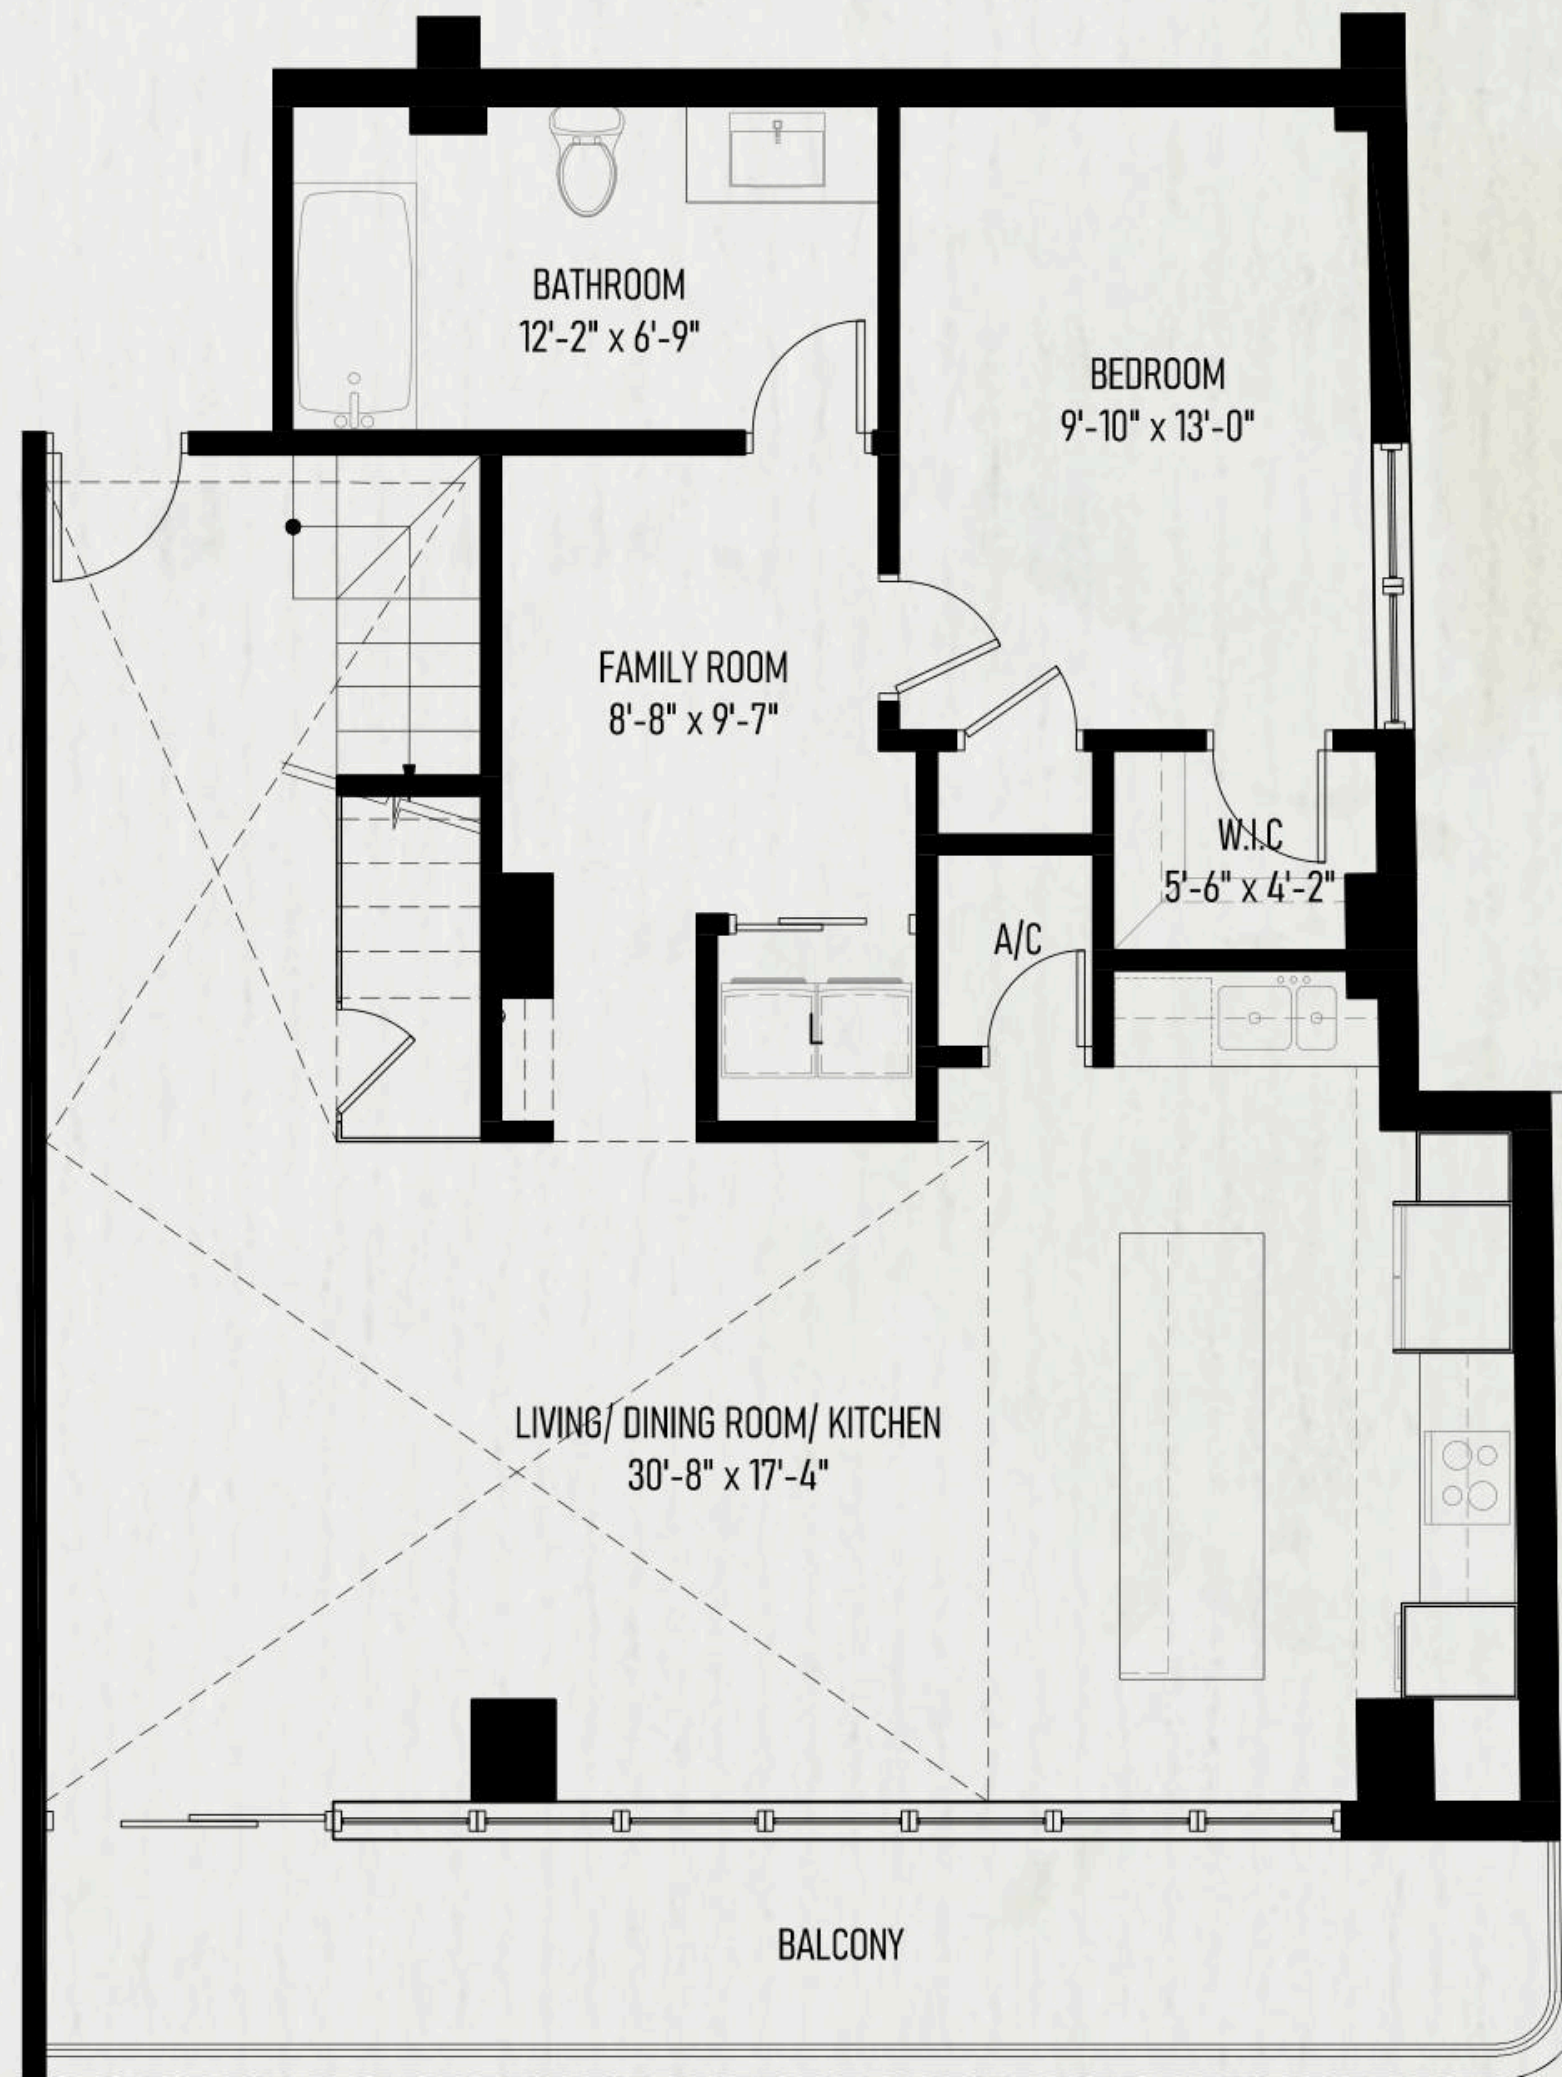 BATHROOM
12'-2" x 6'-9"
BEDROOM
9'-10" x 13'-0"
FAMILY ROOM
8'-8" x 9'-7"
W.I.C
5'-6" x 4'-2"
A/C
LIVING/ DINING ROOM/ KITCHEN
30'-8" x 17'-4"
BALCONY